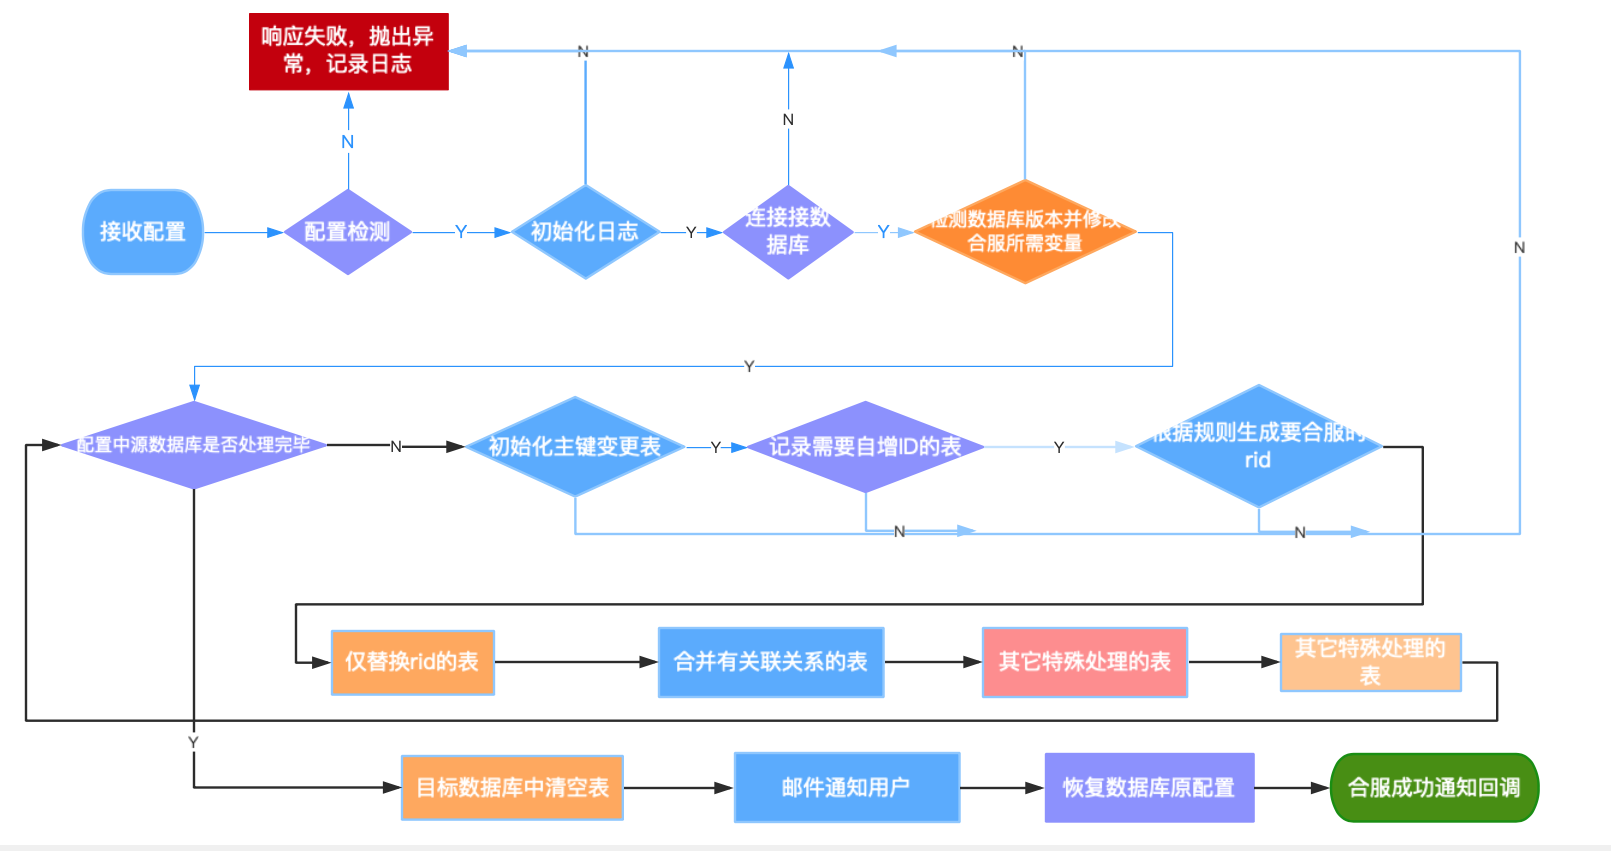 响应失败，抛出异
常，记录日志
N
N
N
N
接收配置
配置检测
Y
初始化日志
Y
连接接数
据库
Y
检测数据库版本并修改
合服所需变量
N
Y
配置中源数据库是否处理完毕
N
初始化主键变更表
Y
记录需要自增ID的表
Y
根据规则生成要合服的
rid
N
N
仅替换rid的表
合并有关联关系的表
其它特殊处理的表
其它特殊处理的
表
Y
目标数据库中清空表
邮件通知用户
恢复数据库原配置
合服成功通知回调